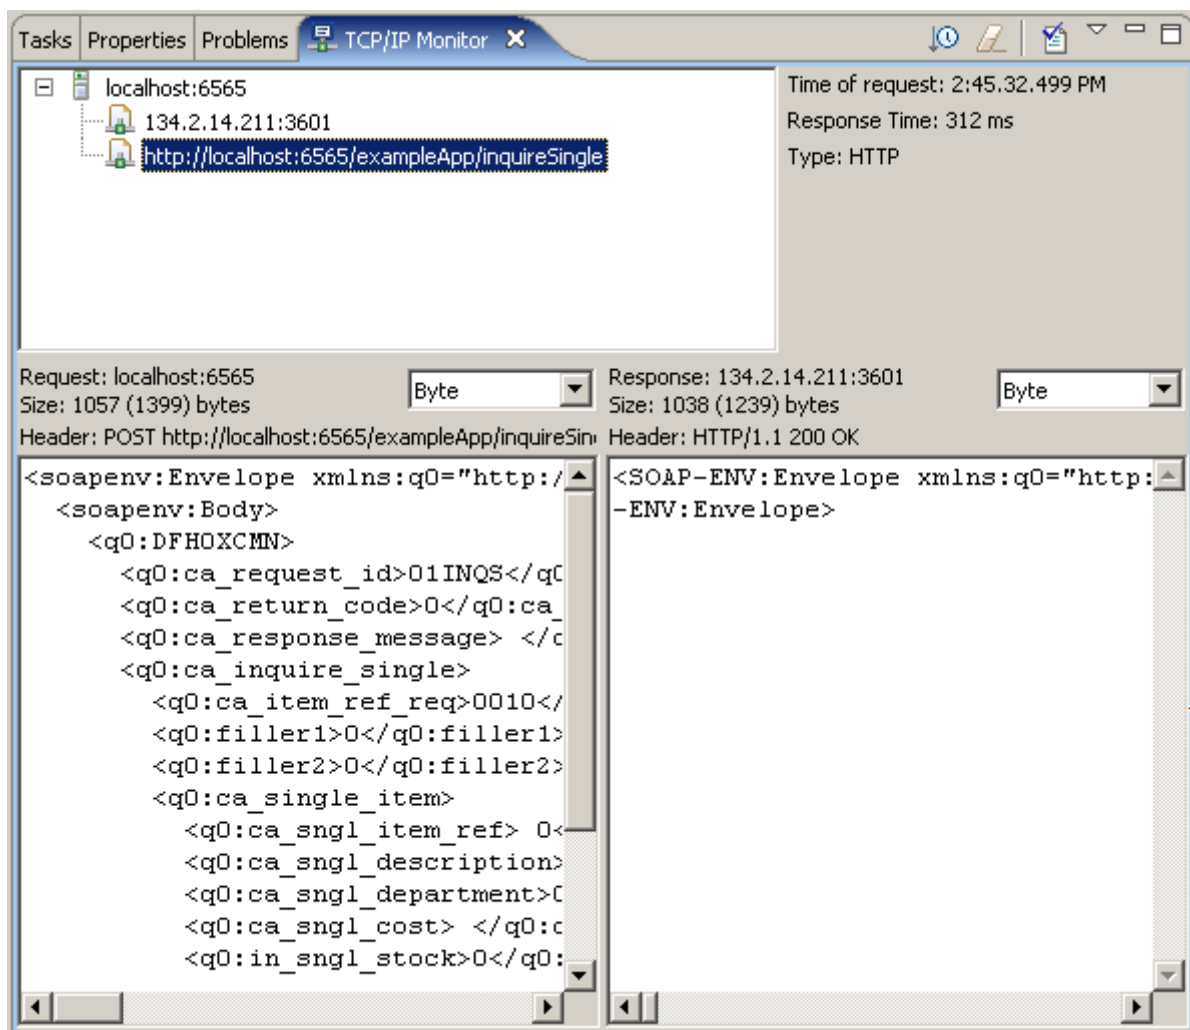 Tasks Properties Problems TCP/IP Monitor
localhost:6565
134.2.14.211:3601
http://localhost:6565/exampleApp/inquireSingle
Time of request: 2:45.32.499 PM
Response Time: 312 ms
Type: HTTP
Request: localhost:6565
Size: 1057 (1399) bytes
Byte
Header: POST http://localhost:6565/exampleApp/inquireSin
Response: 134.2.14.211:3601
Size: 1038 (1239) bytes
Byte
Header: HTTP/1.1 200 OK
<soapenv:Envelope xmlns:q0="http:/
<soapenv:Body>
<q0:DFH0XCMN>
<q0:ca_request_id>01INQS</q0
<q0:ca_return_code>0</q0:ca_
<q0:ca_response_message> </q
<q0:ca_inquire_single>
<q0:ca_item_ref_req>0010</
<q0:filler1>0</q0:filler1>
<q0:filler2>0</q0:filler2>
<q0:ca_single_item>
<q0:ca_sngl_item_ref> 0<
<q0:ca_sngl_description>
<q0:ca_sngl_department>0
<q0:ca_sngl_cost> </q0:c
<q0:in_sngl_stock>0</q0:
<SOAP-ENV:Envelope xmlns:q0="http:
-ENV:Envelope>